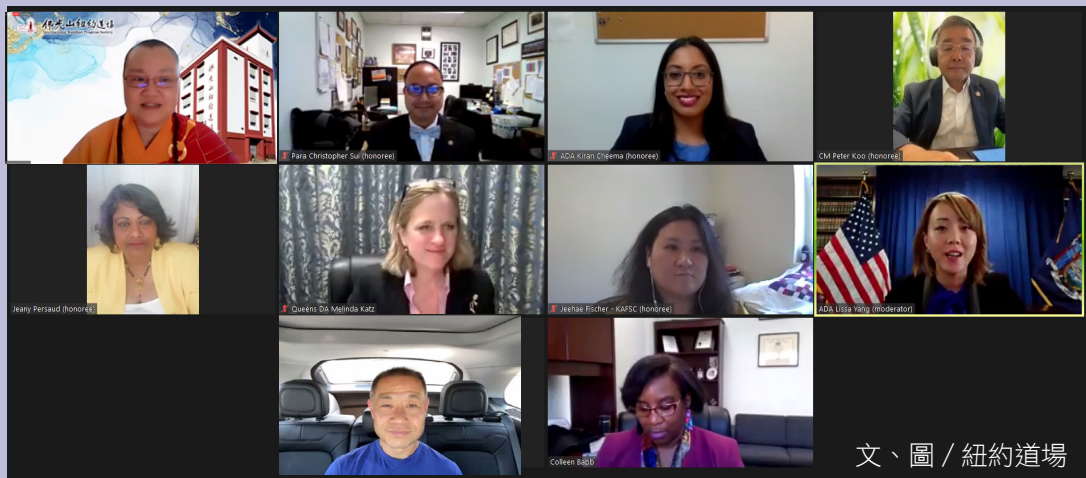 佛光山紐約道場
Para Christopher Sui (honoree)
ADA Kiran Cheema (honoree)
CM Peter Koo (honoree)
Jeany Persaud (honoree)
Queens DA Melinda Katz
Jeehae Fischer - KAFSC (honoree)
ADA Lissa Yang (moderator)
Colleen Babb
文、圖／紐約道場